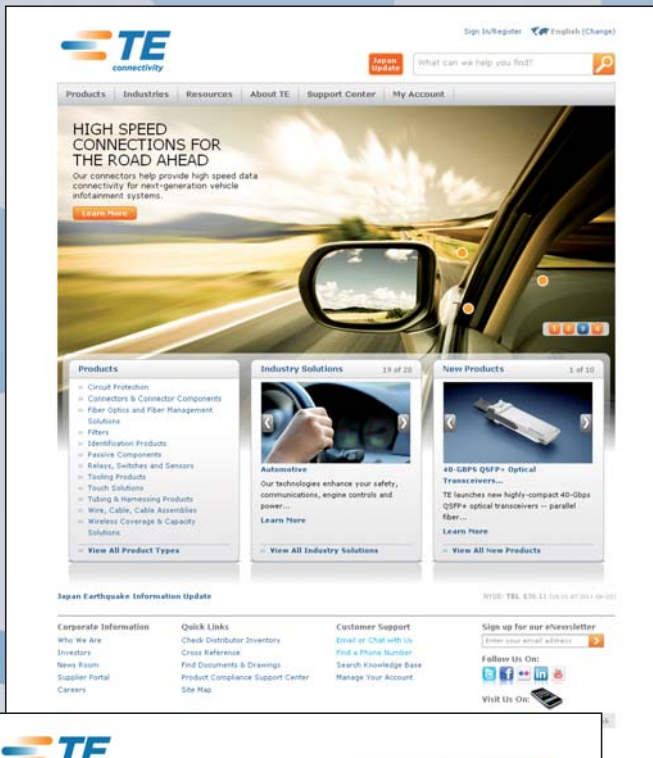 TE
connectivity
Sign In/Register English (Change)
Japan Update
What can we help you find?
Products Industries Resources About TE Support Center My Account
HIGH SPEED
CONNECTIONS FOR
THE ROAD AHEAD
Our connectors help provide high speed data
connectivity for next-generation vehicle
infotainment systems.
Learn More
1 2 3 4
Products
Circuit Protection
Connectors & Connector Components
Fiber Optics and Fiber Management
Solutions
Filters
Identification Products
Passive Components
Relays, Switches and Sensors
Tooling Products
Touch Solutions
Tubing & Harnessing Products
Wire, Cable, Cable Assemblies
Wireless Coverage & Capacity
Solutions
View All Product Types
Industry Solutions 19 of 20
Automotive
Our technologies enhance your safety,
communications, engine controls and
power...
Learn More
View All Industry Solutions
New Products 1 of 10
40-GBPS QSFP+ Optical
Transceivers...
TE launches new highly-compact 40-Gbps
QSFP+ optical transceivers -- parallel
fiber...
Learn More
View All New Products
Japan Earthquake Information Update
NYSE: TEL
Corporate Information
Who We Are
Investors
News Room
Supplier Portal
Careers
Quick Links
Check Distributor Inventory
Cross Reference
Find Documents & Drawings
Product Compliance Support Center
Site Map
Customer Support
Email or Chat with Us
Find a Phone Number
Search Knowledge Base
Manage Your Account
Sign up for our eNewsletter
Enter your email address
Follow Us On:
Visit Us On:
TE